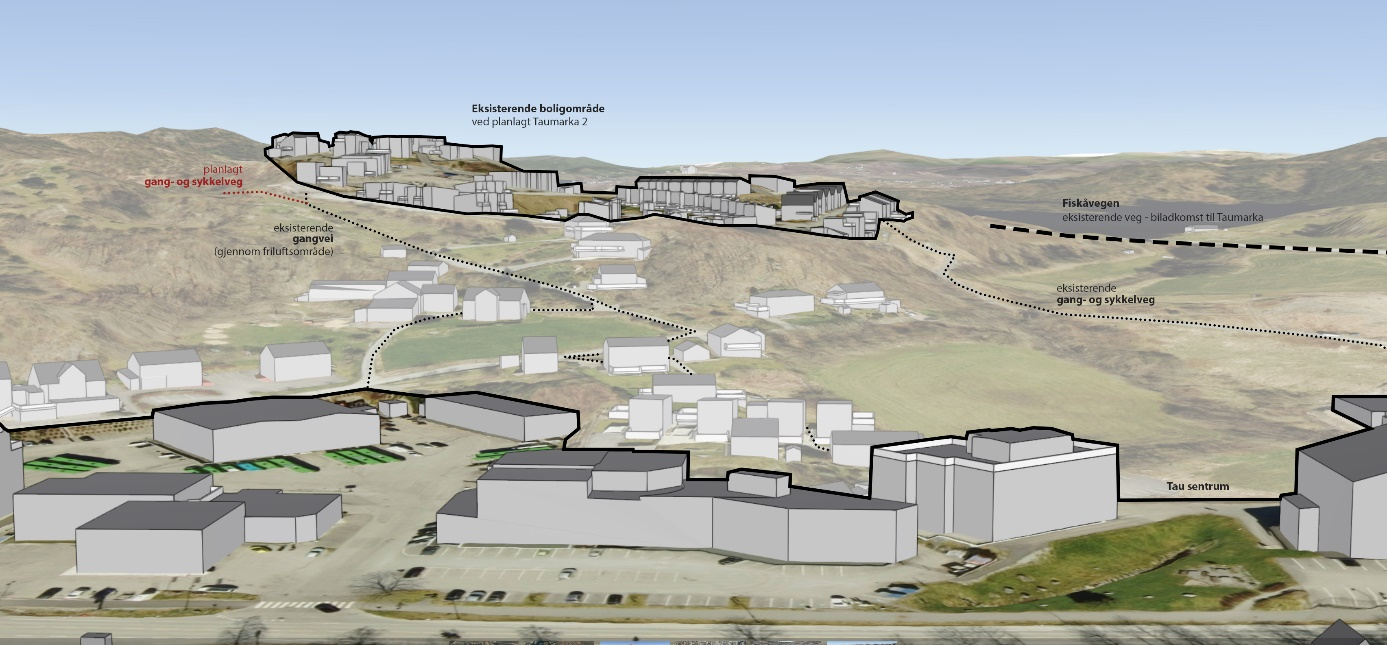 Eksisterende boligområde
ved planlagt Taumarka 2
planlagt
gang- og sykkelveg
eksisterende
gangvei
(gjennom friluftsområde)
Fiskåvegen
eksisterende veg - biladkomst til Taumarka
eksisterende
gang- og sykkelveg
Tau sentrum